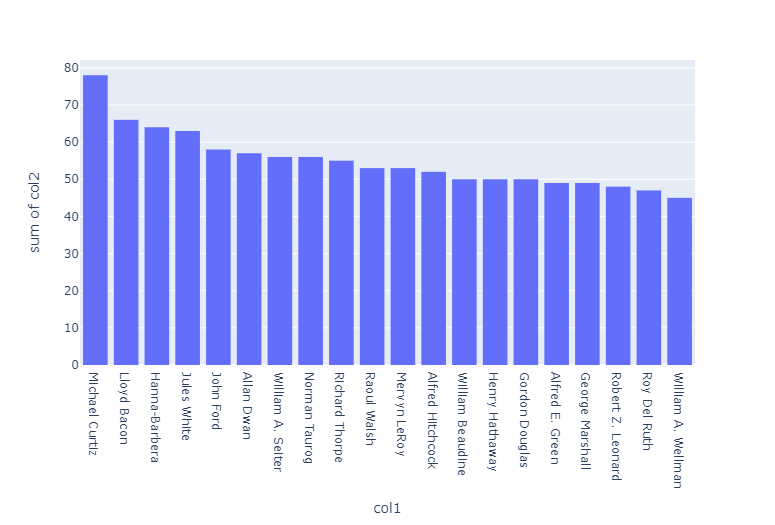 80
70
60
50
40
30
20
10
0
sum of col2
Michael Curtiz
Lloyd Bacon
Hanna-Barbera
Jules White
John Ford
Allan Dwan
William A. Seiter
Norman Taurog
Richard Thorpe
Raoul Walsh
Mervyn LeRoy
Alfred Hitchcock
William Beaudine
Henry Hathaway
Gordon Douglas
Alfred E. Green
George Marshall
Robert Z. Leonard
Roy Del Ruth
William A. Wellman
col1